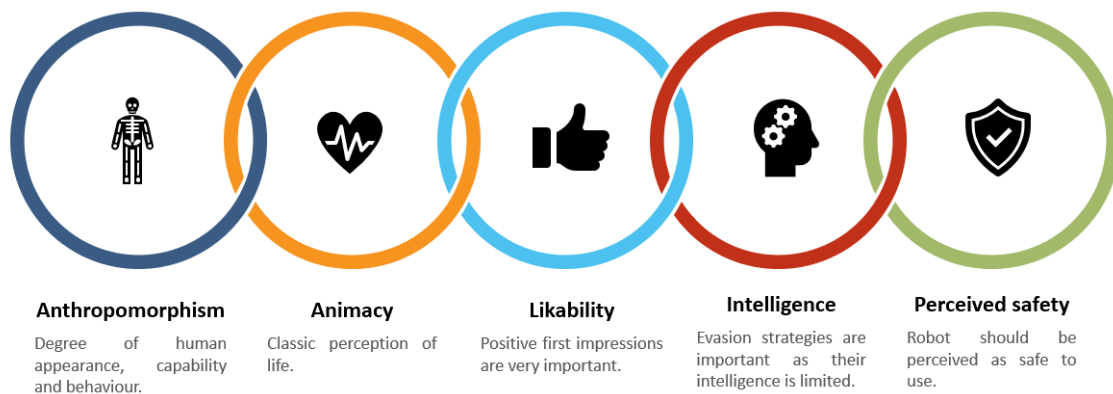 Anthropomorphism
Degree of human
appearance, capability
and behaviour.
Animacy
Classic perception of
life.
Likability
Positive first impressions
are very important.
Intelligence
Evasion strategies are
important as their
intelligence is limited.
Perceived safety
Robot should be
perceived as safe to
use.